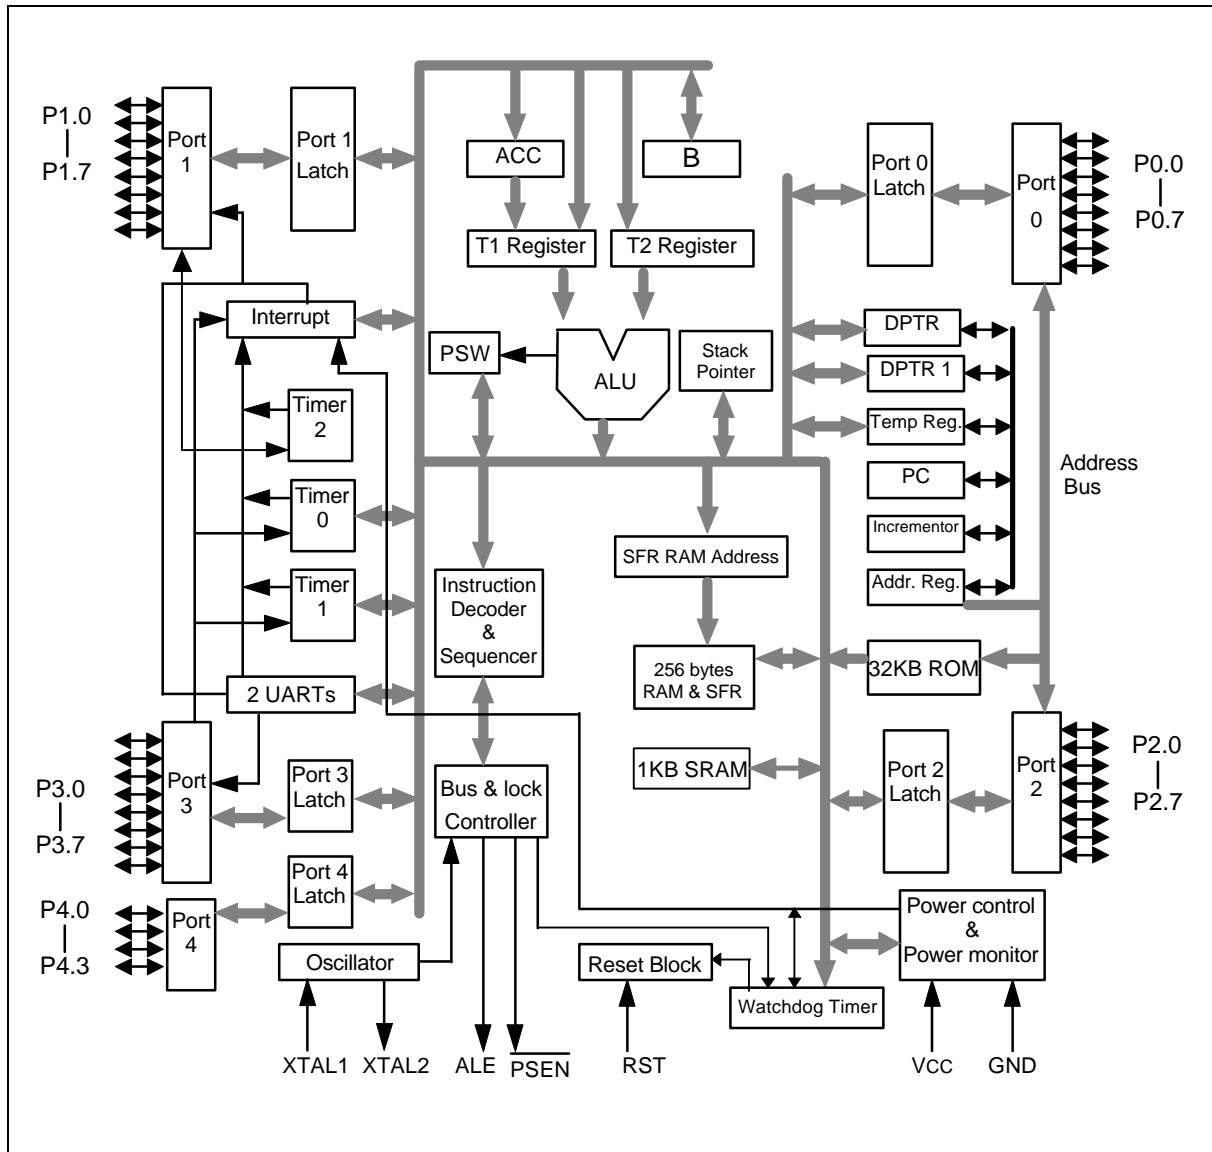 P1.0
P1.7
Port
1
Port 1
Latch
ACC
B
T1 Register
T2 Register
Port 0
Latch
Port
0
P0.0
P0.7
Interrupt
PSW
ALU
Stack
Pointer
DPTR
DPTR 1
Temp Reg.
PC
Incrementor
Addr. Reg.
Address
Bus
Timer
2
Timer
0
Timer
1
2 UARTs
Instruction
Decoder
&
Sequencer
SFR RAM Address
256 bytes
RAM & SFR
32KB ROM
1KB SRAM
P3.0
P3.7
Port
3
Port 3
Latch
Bus & lock
Controller
Port 2
Latch
Port
2
P2.0
P2.7
P4.0
P4.3
Port
4
Port 4
Latch
Oscillator
Reset Block
Watchdog Timer
Power control
&
Power monitor
XTAL1
XTAL2
ALE
PSEN
RST
VCC
GND